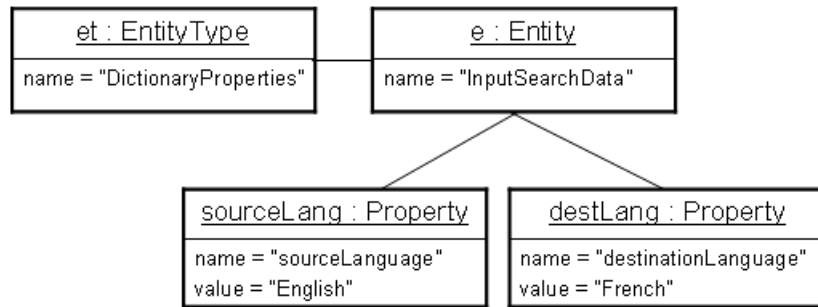 et : EntityType
name = "DictionaryProperties"
e : Entity
name = "InputSearchData"
sourceLang : Property
name = "sourceLanguage"
value = "English"
destLang : Property
name = "destinationLanguage"
value = "French"